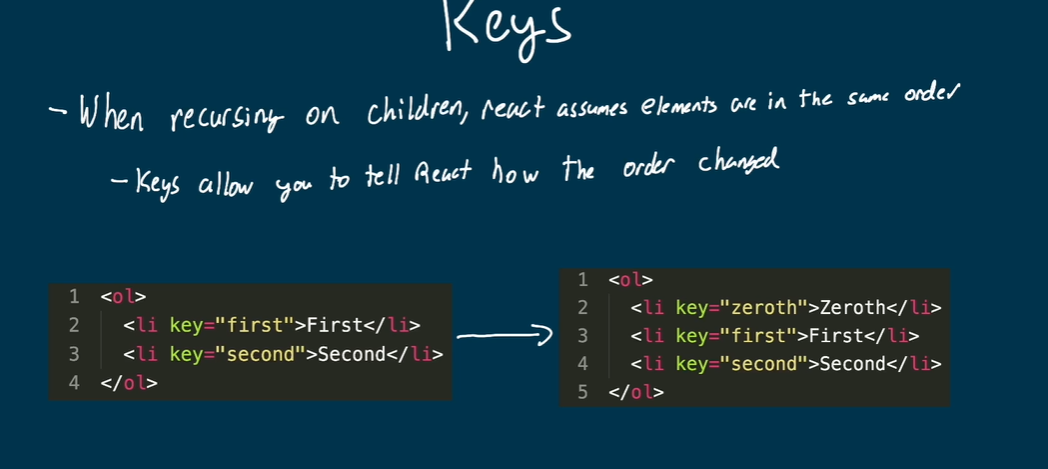 Keys
- When recursing on children, react assumes elements are in the same order
- Keys allow you to tell React how the order changed
1 <ol>
2 <li key="first">First</li>
3 <li key="second">Second</li>
4 </ol>
1 <ol>
2 <li key="zeroth">Zeroth</li>
3 <li key="first">First</li>
4 <li key="second">Second</li>
5 </ol>